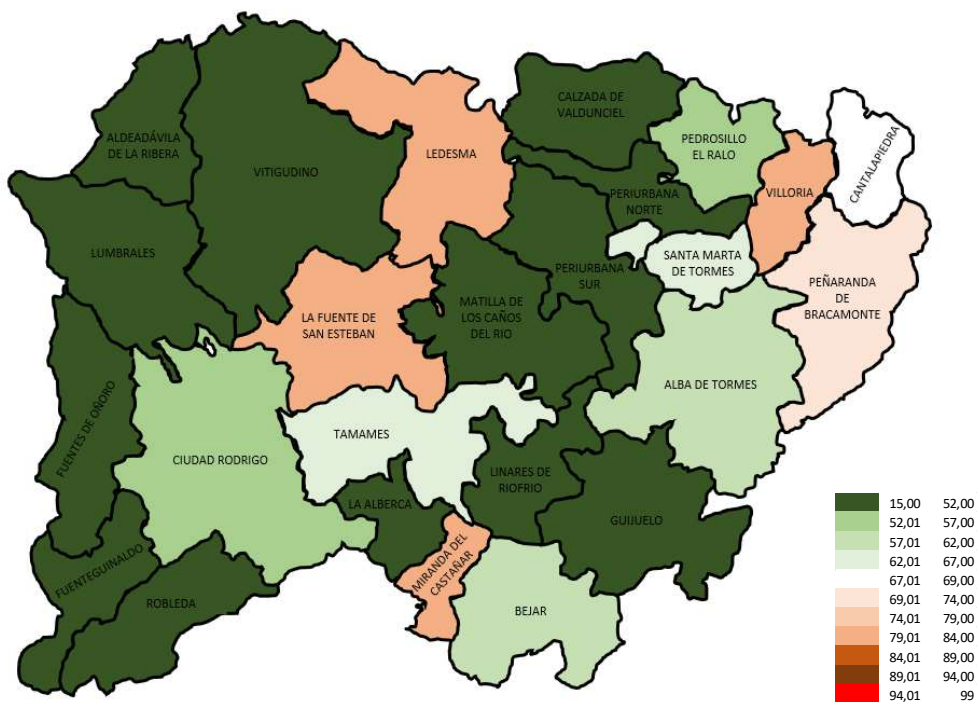 CALZADA DE
VALDUNCIEL
ALDEADÁVILA
DE LA RIBERA
PEDROSILLO
EL RALO
LEDESMA
VITIGUDINO
CANTALAPIEDRA
VILLORIA
PERIURBANA
NORTE
LUMBRALES
SANTA MARTA
DE TORMES
PERIURBANA
SUR
PEÑARANDA
DE
BRACAMONTE
MATILLA DE
LOS CAÑOS
DEL RIO
LA FUENTE DE
SAN ESTEBAN
ALBA DE TORMES
FUENTES DE OÑORO
TAMAMES
CIUDAD RODRIGO
LINARES DE
RIOFRIO
LA ALBERCA
GUIJUELO
FUENTEGUINALDO
MIRANDA DEL
CASTAÑAR
ROBLEDA
BEJAR
15,00 52,00
52,01 57,00
57,01 62,00
62,01 67,00
67,01 69,00
69,01 74,00
74,01 79,00
79,01 84,00
84,01 89,00
89,01 94,00
94,01 99